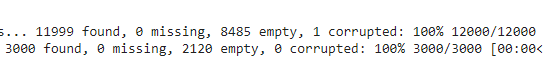 s... 11999 found, 0 missing, 8485 empty, 1 corrupted: 100% 12000/12000
3000 found, 0 missing, 2120 empty, 0 corrupted: 100% 3000/3000 [00:00<